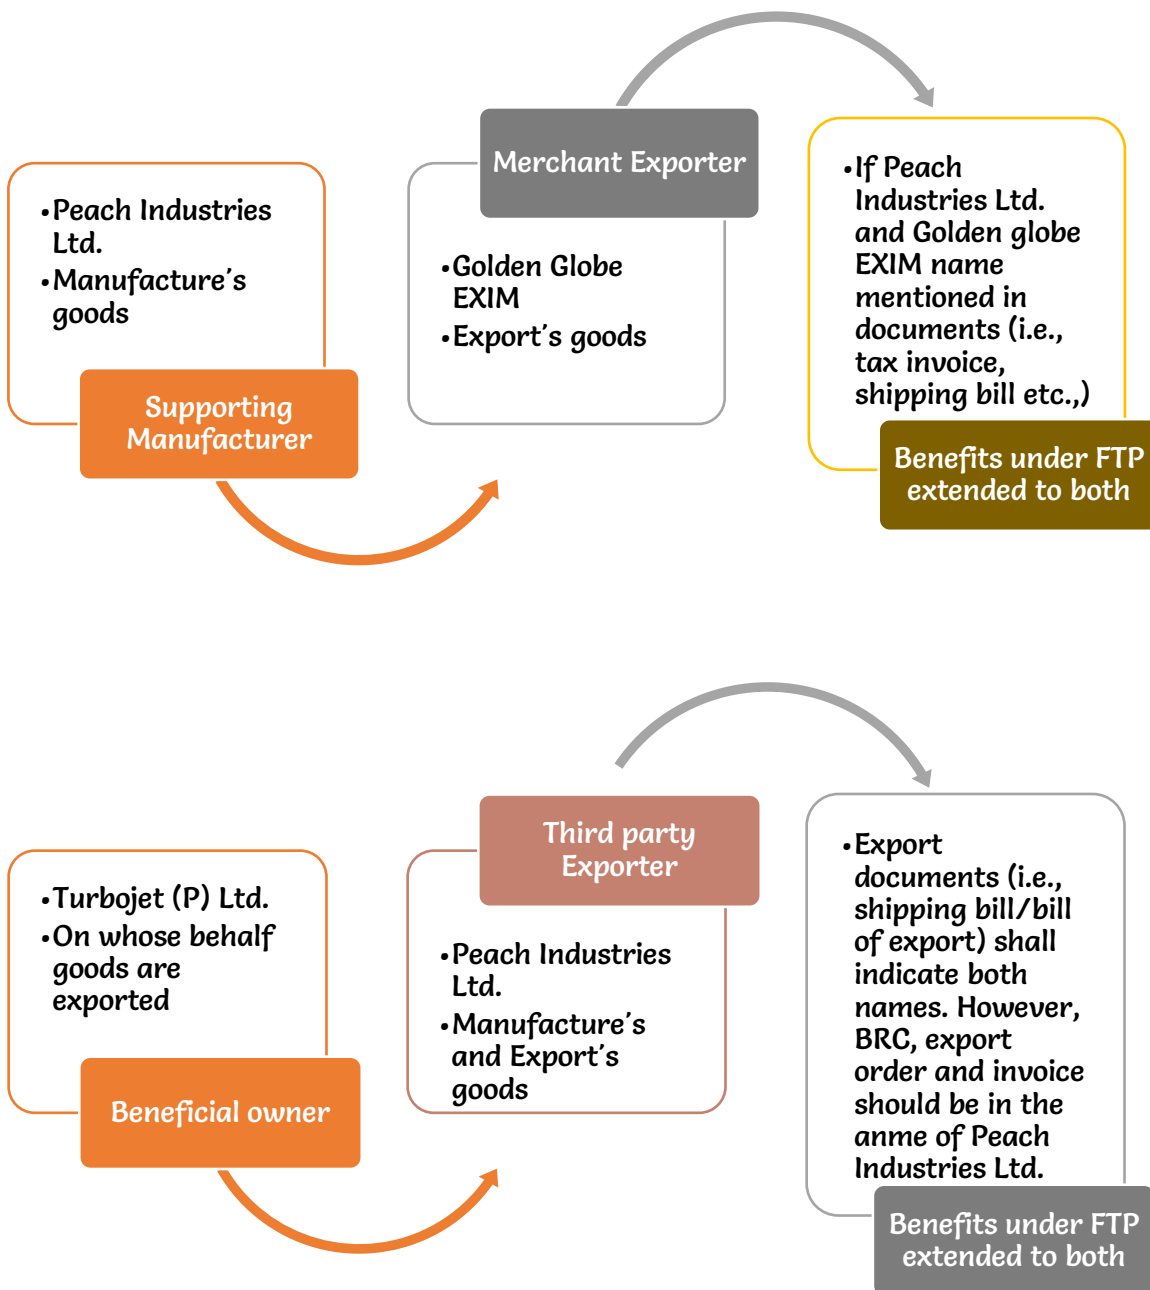 •Peach Industries
Ltd.
•Manufacture's
goods
Supporting
Manufacturer
Merchant Exporter
•Golden Globe
EXIM
•Export's goods
•If Peach
Industries Ltd.
and Golden globe
EXIM name
mentioned in
documents (i.e.,
tax invoice,
shipping bill etc.,)
Benefits under FTP
extended to both
•Turbojet (P) Ltd.
•On whose behalf
goods are
exported
Beneficial owner
Third party
Exporter
•Peach Industries
Ltd.
•Manufacture's
and Export's
goods
•Export
documents (i.e.,
shipping bill/bill
of export) shall
indicate both
names. However,
BRC, export
order and invoice
should be in the
anme of Peach
Industries Ltd.
Benefits under FTP
extended to both